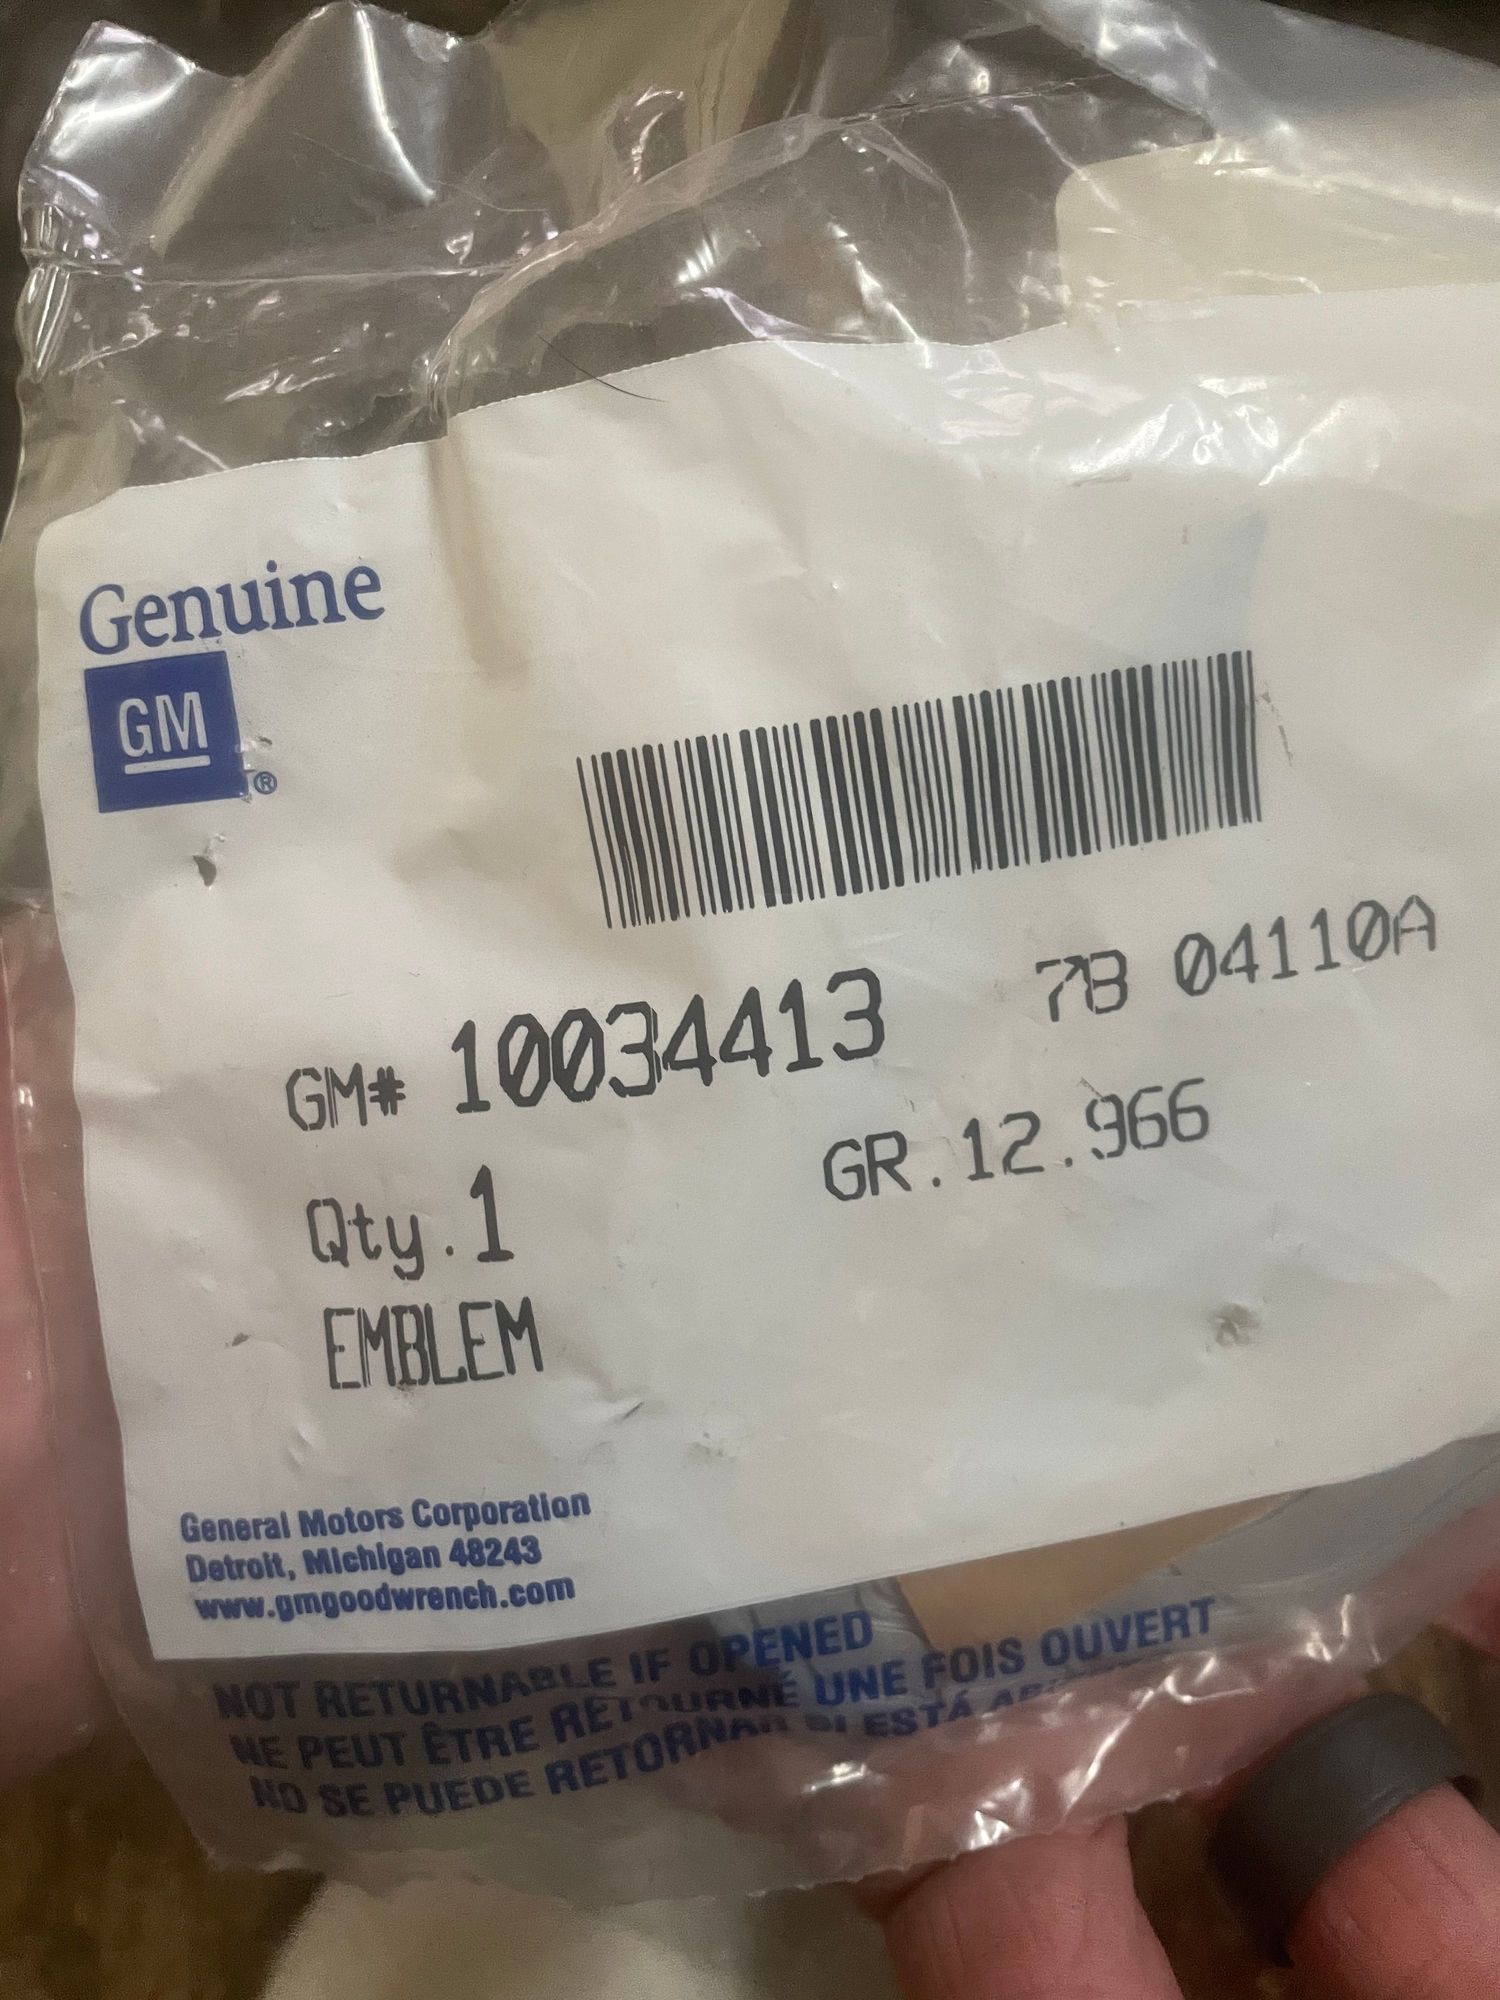 Genuine
GM
®
GM# 10034413 7B 04110A
Qty.1 GR.12.966
EMBLEM
General Motors Corporation
Detroit, Michigan 48243
www.gmgoodwrench.com
NOT RETURNABLE IF OPENED
NE PEUT ÊTRE RETOURNÉ UNE FOIS OUVERT
NO SE PUEDE RETORNAR SI ESTÁ